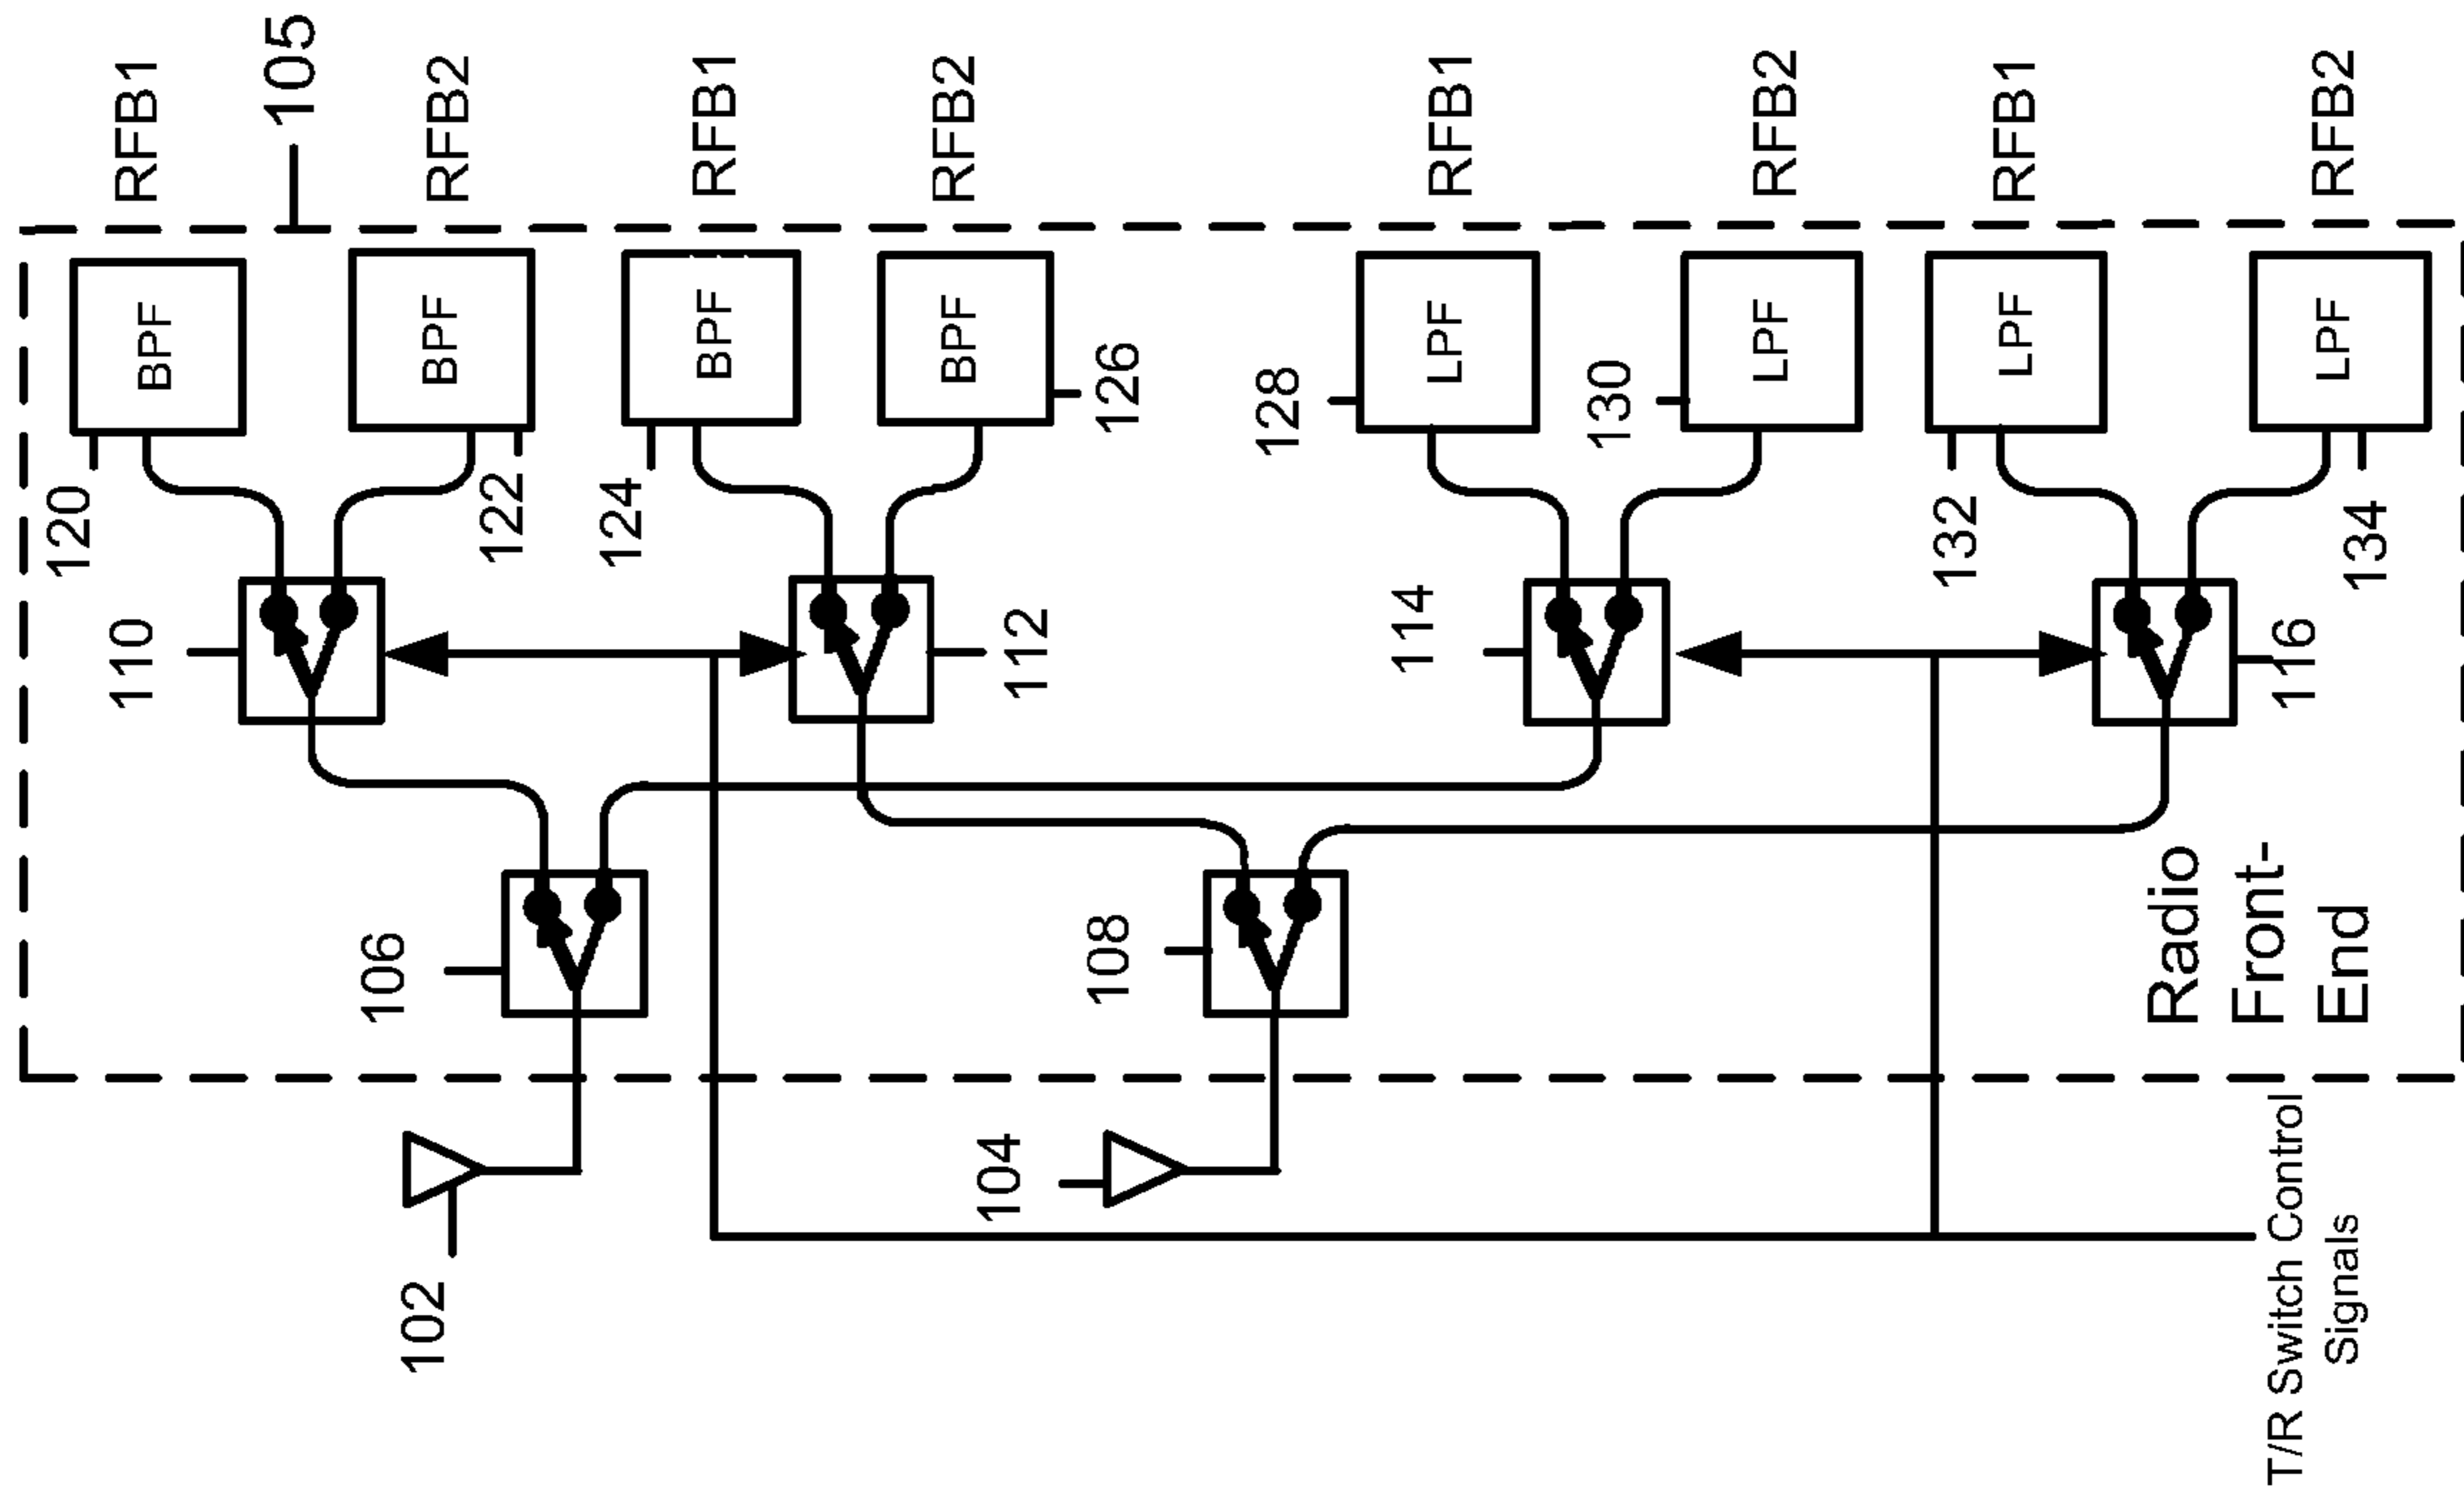 105
RFB1
RFB2
RFB1
RFB2
RFB1
RFB2
RFB1
RFB2
BPF
BPF
BPF
BPF
LPF
LPF
LPF
LPF
120
122
124
126
128
130
132
134
110
112
114
116
106
108
Radio
Front-
End
102
104
T/R Switch Control
Signals